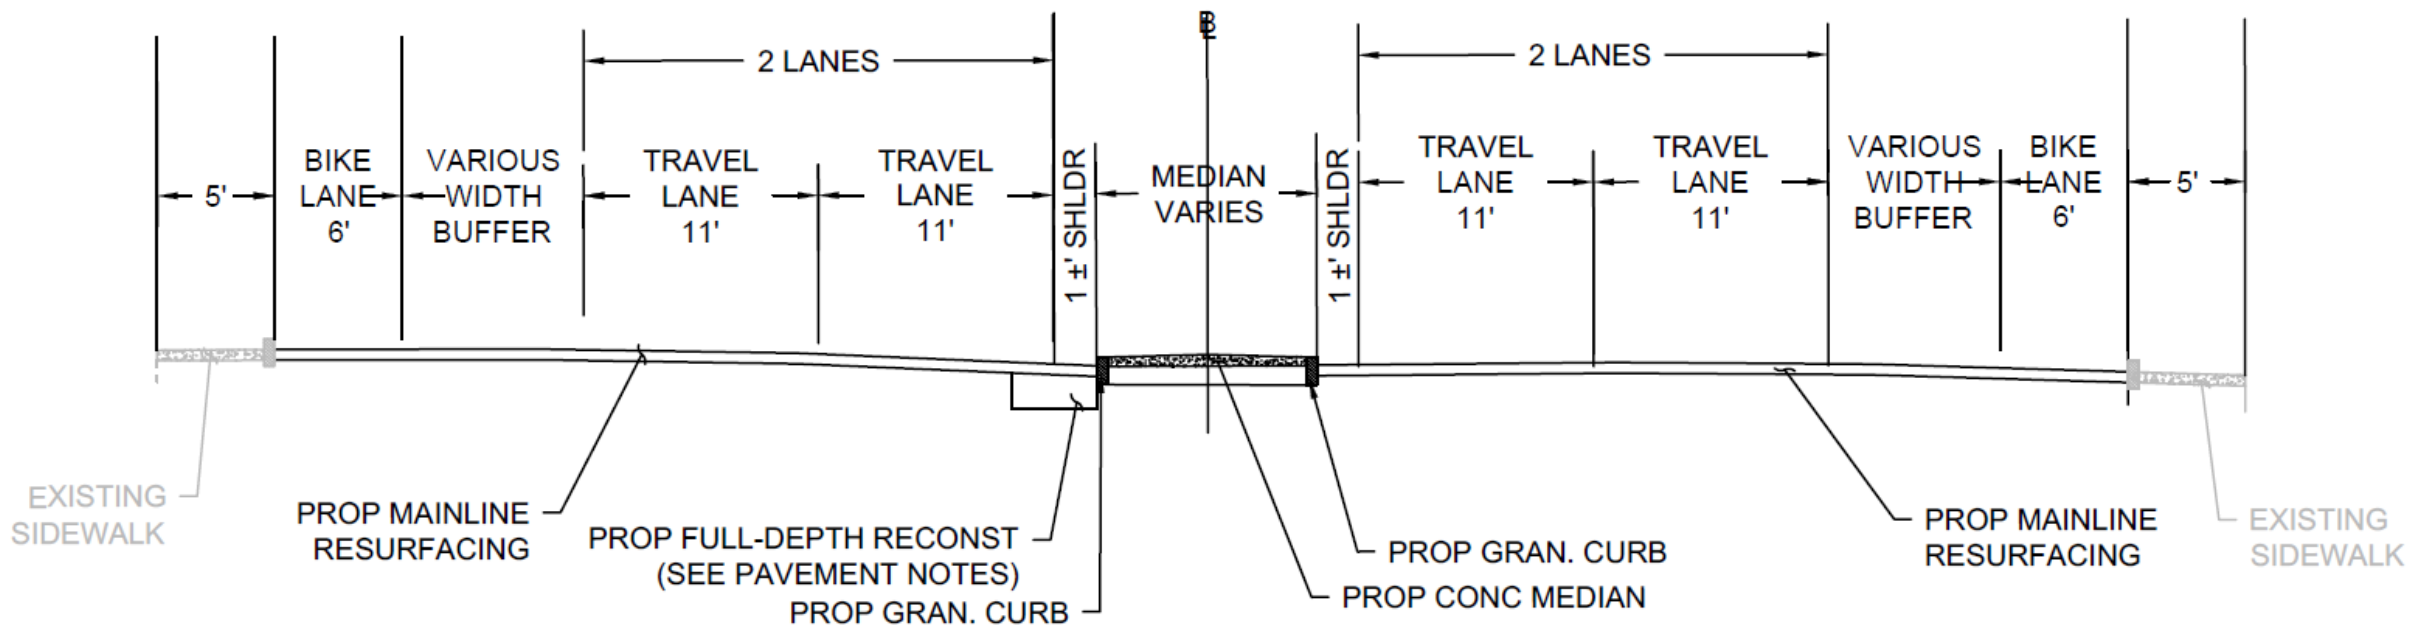 ℄
2 LANES
2 LANES
5'
BIKE
LANE
6'
VARIOUS
WIDTH
BUFFER
TRAVEL
LANE
11'
TRAVEL
LANE
11'
1 ±' SHLDR
MEDIAN
VARIES
1 ±' SHLDR
TRAVEL
LANE
11'
TRAVEL
LANE
11'
VARIOUS
WIDTH
BUFFER
BIKE
LANE
6'
5'
EXISTING
SIDEWALK
PROP MAINLINE
RESURFACING
PROP FULL-DEPTH RECONST
(SEE PAVEMENT NOTES)
PROP GRAN. CURB
PROP GRAN. CURB
PROP CONC MEDIAN
PROP MAINLINE
RESURFACING
EXISTING
SIDEWALK